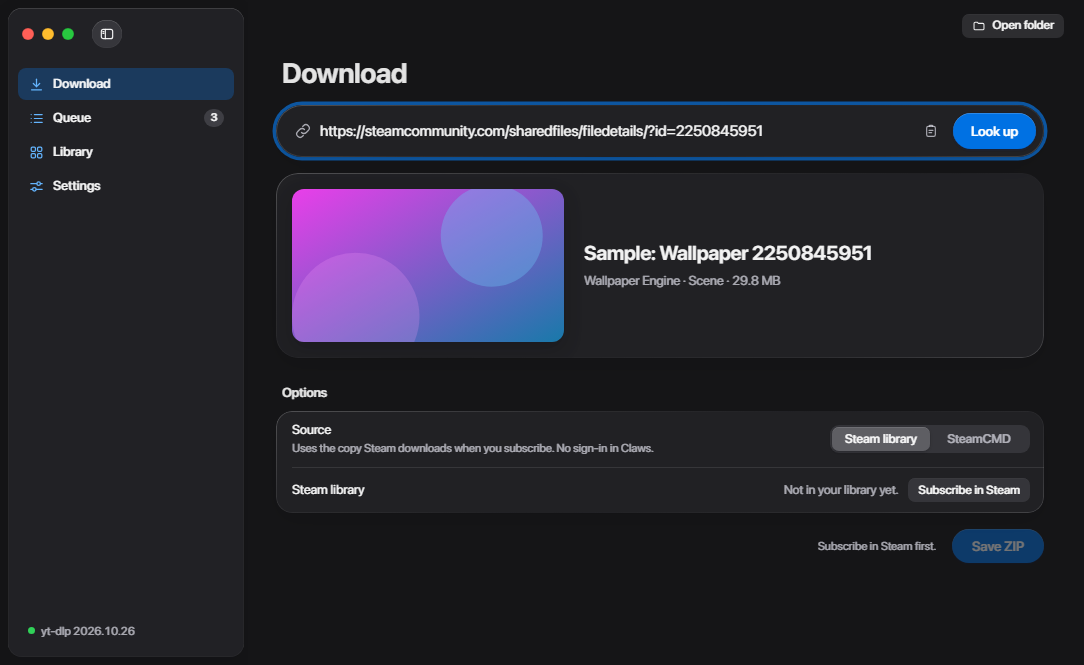 Open folder
Download
Queue
3
Library
Settings
Download
https://steamcommunity.com/sharedfiles/filedetails/?id=2250845951
Look up
Sample: Wallpaper 2250845951
Wallpaper Engine · Scene · 29.8 MB
Options
Source
Uses the copy Steam downloads when you subscribe. No sign-in in Claws.
Steam library
SteamCMD
Steam library
Not in your library yet.
Subscribe in Steam
Subscribe in Steam first.
Save ZIP
yt-dlp 2026.10.26